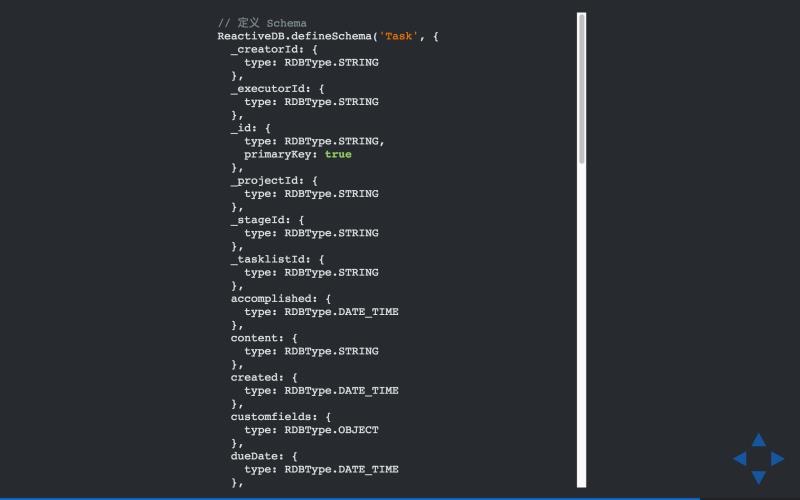 // 定义 Schema
ReactiveDB.defineSchema('Task', {
  _creatorId: {
    type: RDBType.STRING
  },
  _executorId: {
    type: RDBType.STRING
  },
  _id: {
    type: RDBType.STRING,
    primaryKey: true
  },
  _projectId: {
    type: RDBType.STRING
  },
  _stageId: {
    type: RDBType.STRING
  },
  _tasklistId: {
    type: RDBType.STRING
  },
  accomplished: {
    type: RDBType.DATE_TIME
  },
  content: {
    type: RDBType.STRING
  },
  created: {
    type: RDBType.DATE_TIME
  },
  customfields: {
    type: RDBType.OBJECT
  },
  dueDate: {
    type: RDBType.DATE_TIME
  },